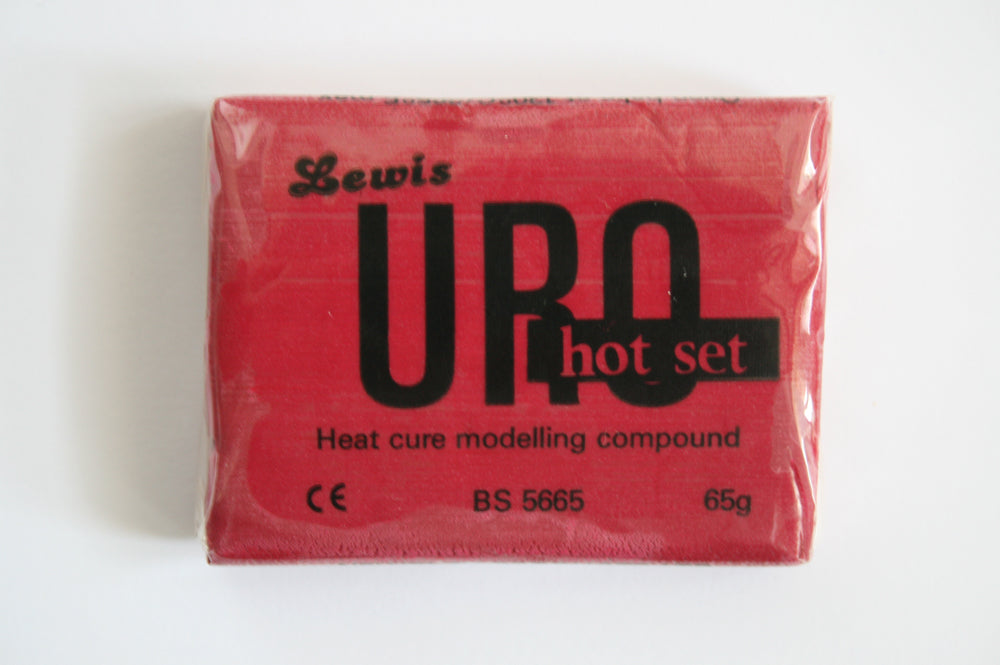 Lewis
URO
hot set
Heat cure modelling compound
CE
BS 5665
65g